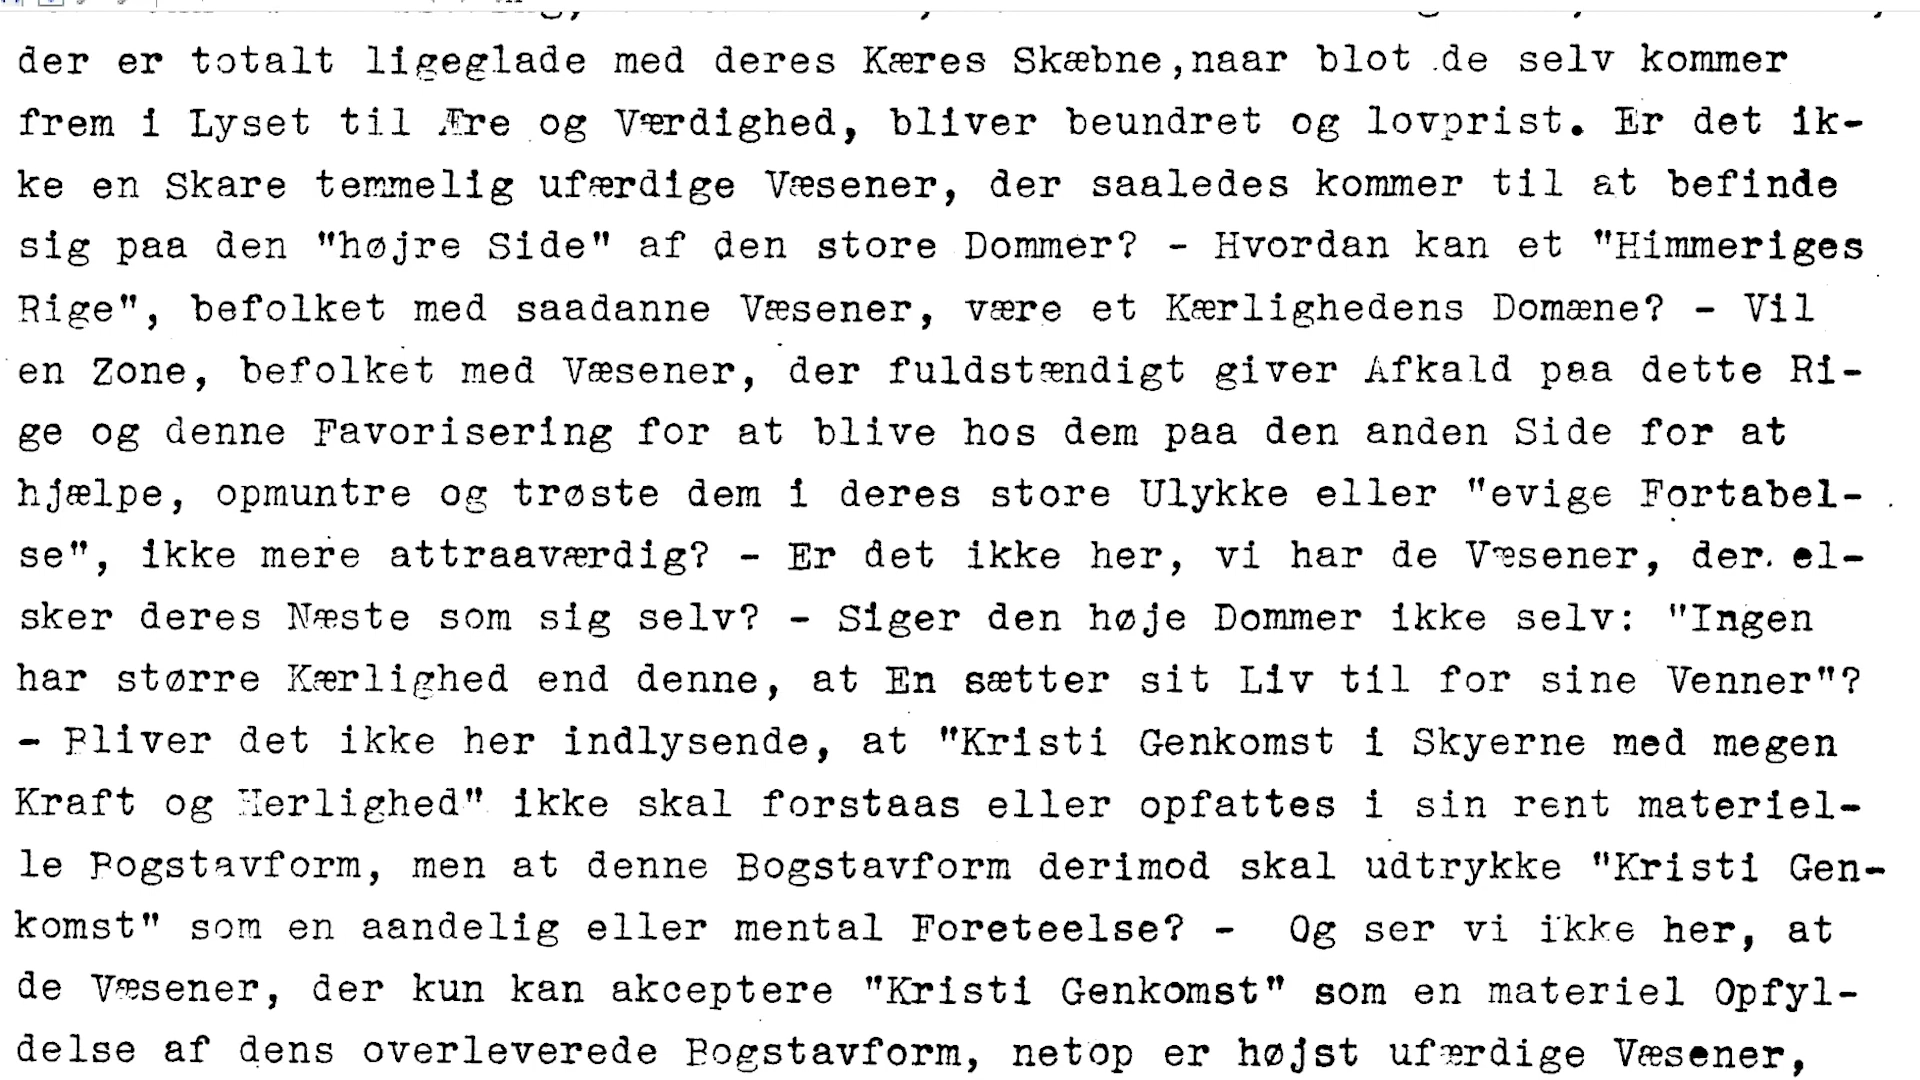 der er totalt ligeglade med deres Kæres Skæbne,naar blot de selv kommer
frem i Lyset til Ære og Værdighed, bliver beundret og lovprist. Er det ik-
ke en Skare temmelig ufærdige Væsener, der saaledes kommer til at befinde
sig paa den "højre Side" af den store Dommer? - Hvordan kan et "Himmeriges
Rige", befolket med saadanne Væsener, være et Kærlighedens Domæne? - Vil
en Zone, befolket med Væsener, der fuldstændigt giver Afkald paa dette Ri-
ge og denne Favorisering for at blive hos dem paa den anden Side for at
hjælpe, opmuntre og trøste dem i deres store Ulykke eller "evige Fortabel-
se", ikke mere attraaværdig? - Er det ikke her, vi har de Væsener, der el-
sker deres Næste som sig selv? - Siger den høje Dommer ikke selv: "Ingen
har større Kærlighed end denne, at En sætter sit Liv til for sine Venner"?
- Bliver det ikke her indlysende, at "Kristi Genkomst i Skyerne med megen
Kraft og Herlighed" ikke skal forstaas eller opfattes i sin rent materiel-
le Bogstavform, men at denne Bogstavform derimod skal udtrykke "Kristi Gen-
komst" som en aandelig eller mental Foreteelse? - Og ser vi ikke her, at
de Væsener, der kun kan akceptere "Kristi Genkomst" som en materiel Opfyl-
delse af dens overleverede Bogstavform, netop er højst ufærdige Væsener,